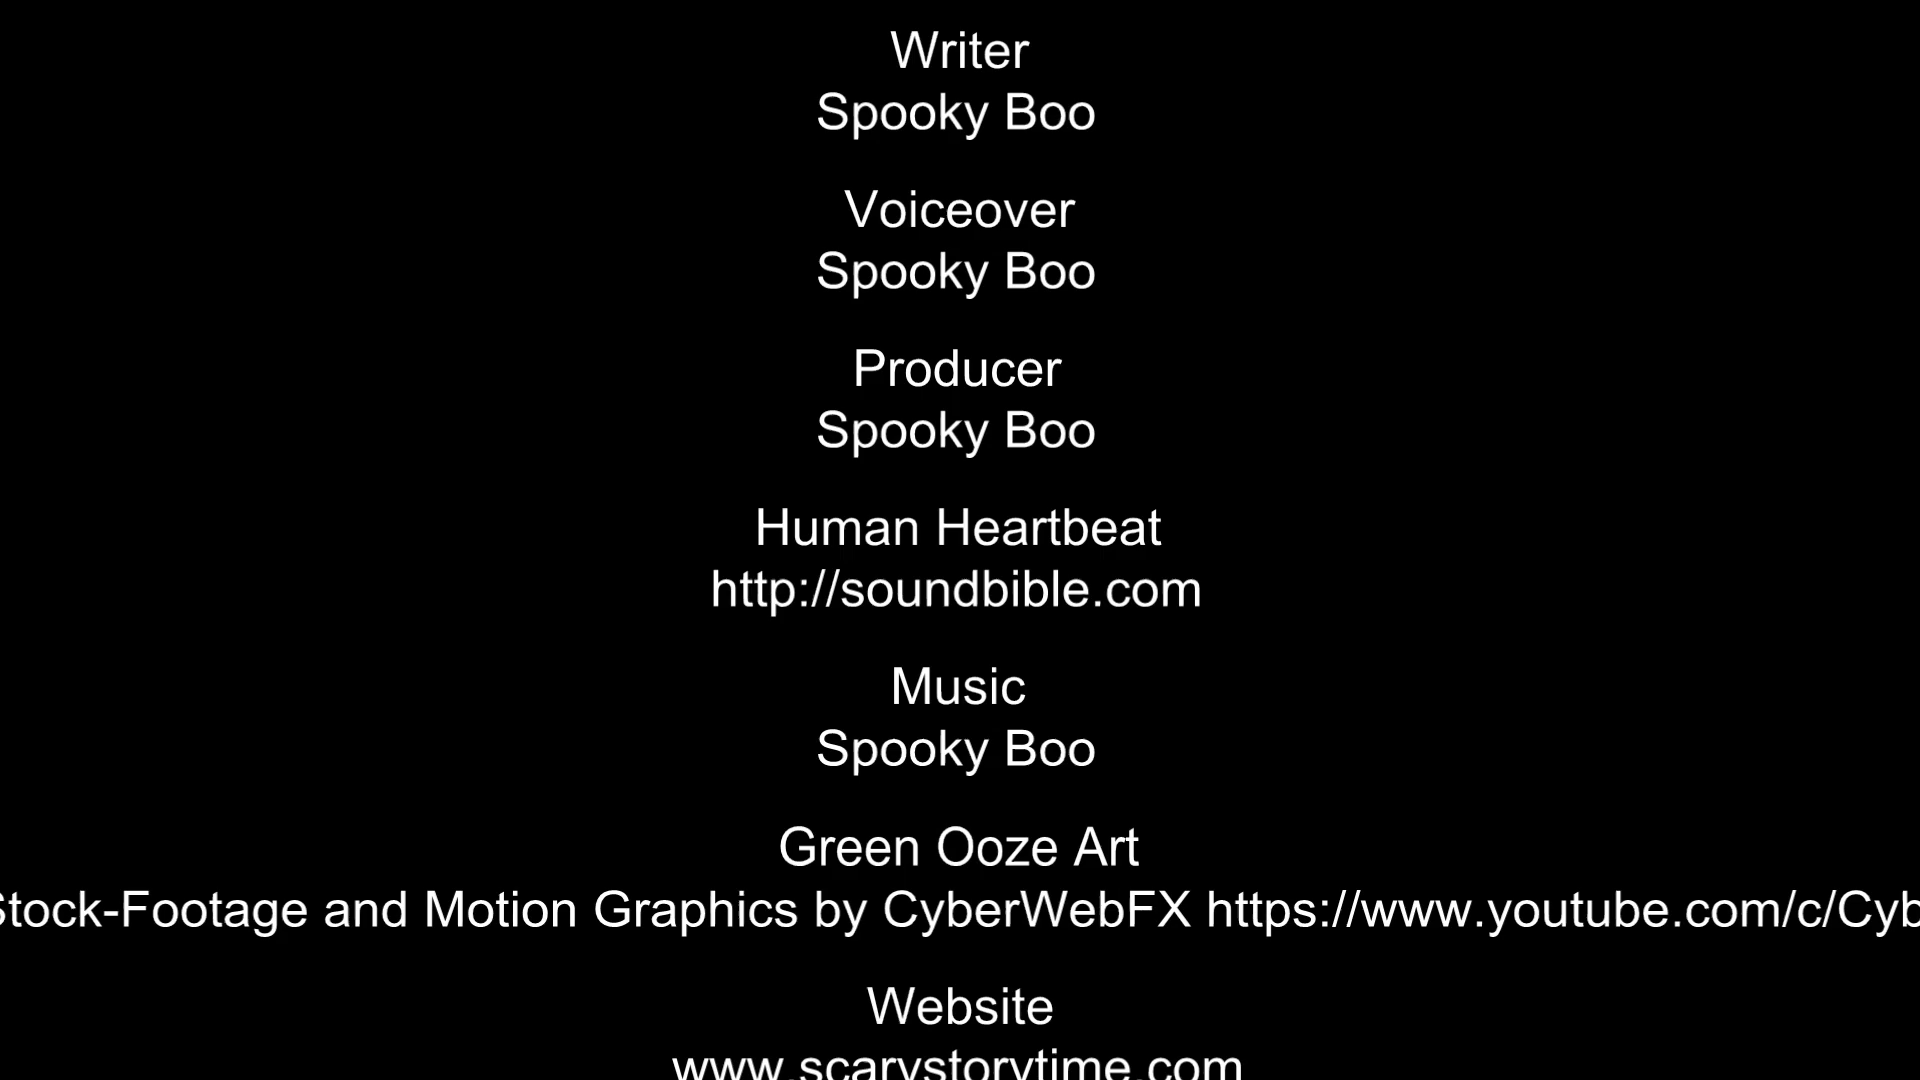 Writer
Spooky Boo
Voiceover
Spooky Boo
Producer
Spooky Boo
Human Heartbeat
http://soundbible.com
Music
Spooky Boo
Green Ooze Art
Stock-Footage and Motion Graphics by CyberWebFX https://www.youtube.com/c/Cyb
Website
www.scarystorytime.com